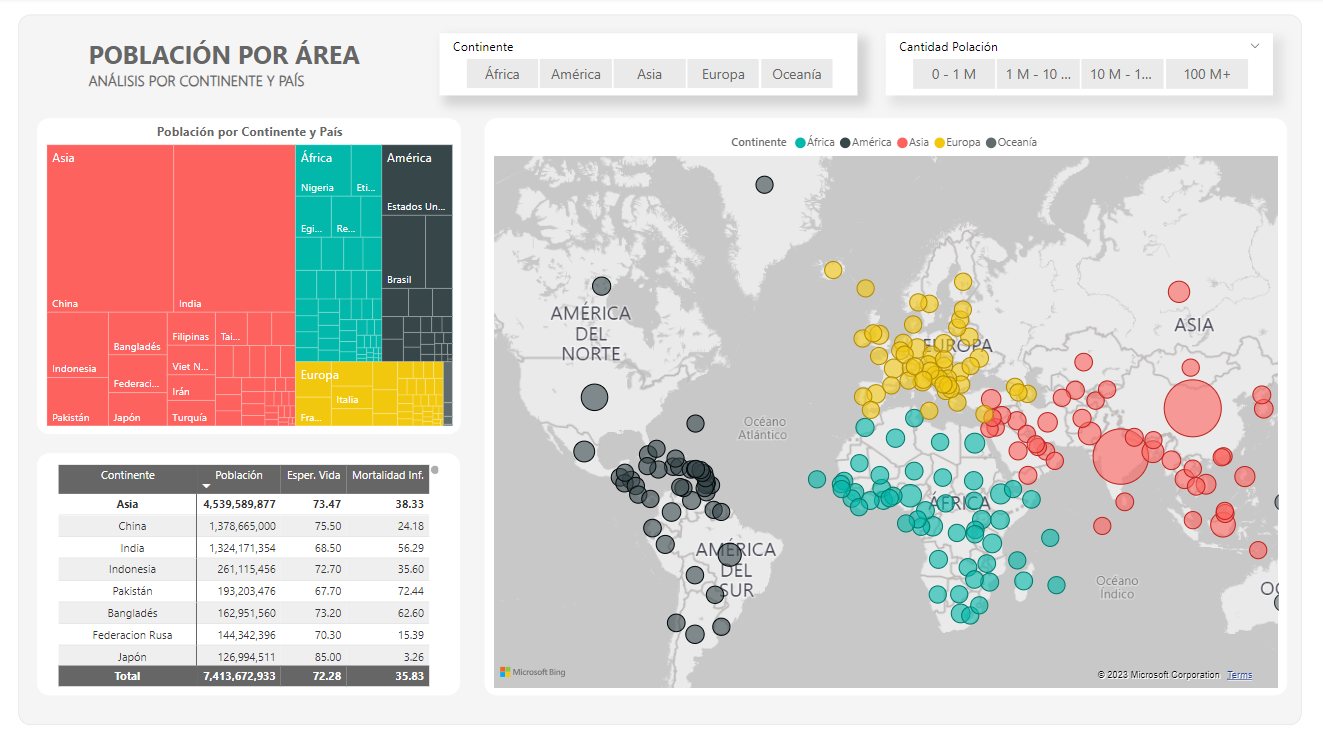 POBLACIÓN POR ÁREA
ANÁLISIS POR CONTINENTE Y PAÍS
Continente
África América Asia Europa Oceanía
Cantidad Polación
0 - 1 M 1 M - 10 ... 10 M - 1... 100 M+
Población por Continente y País
Asia
China
India
Indonesia
Pakistán
Bangladés
Federaci...
Japón
Filipinas
Tai...
Viet N...
Irán
Turquía
África
Nigeria
Eti...
Egi...
Re...
América
Estados Un...
Brasil
Europa
Fra...
Italia
Continente Población Esper. Vida Mortalidad Inf.
Asia 4,539,589,877 73.47 38.33
China 1,378,665,000 75.50 24.18
India 1,324,171,354 68.50 56.29
Indonesia 261,115,456 72.70 35.60
Pakistán 193,203,476 67.70 72.44
Bangladés 162,951,560 73.20 62.60
Federacion Rusa 144,342,396 70.30 15.39
Japón 126,994,511 85.00 3.26
Total 7,413,672,933 72.28 35.83
Continente África América Asia Europa Oceanía
AMÉRICA
DEL
NORTE
EUROPA
ASIA
Océano
Atlántico
ÁFRICA
AMÉRICA
DEL
SUR
Océano
Índico
OC
Microsoft Bing
© 2023 Microsoft Corporation Terms